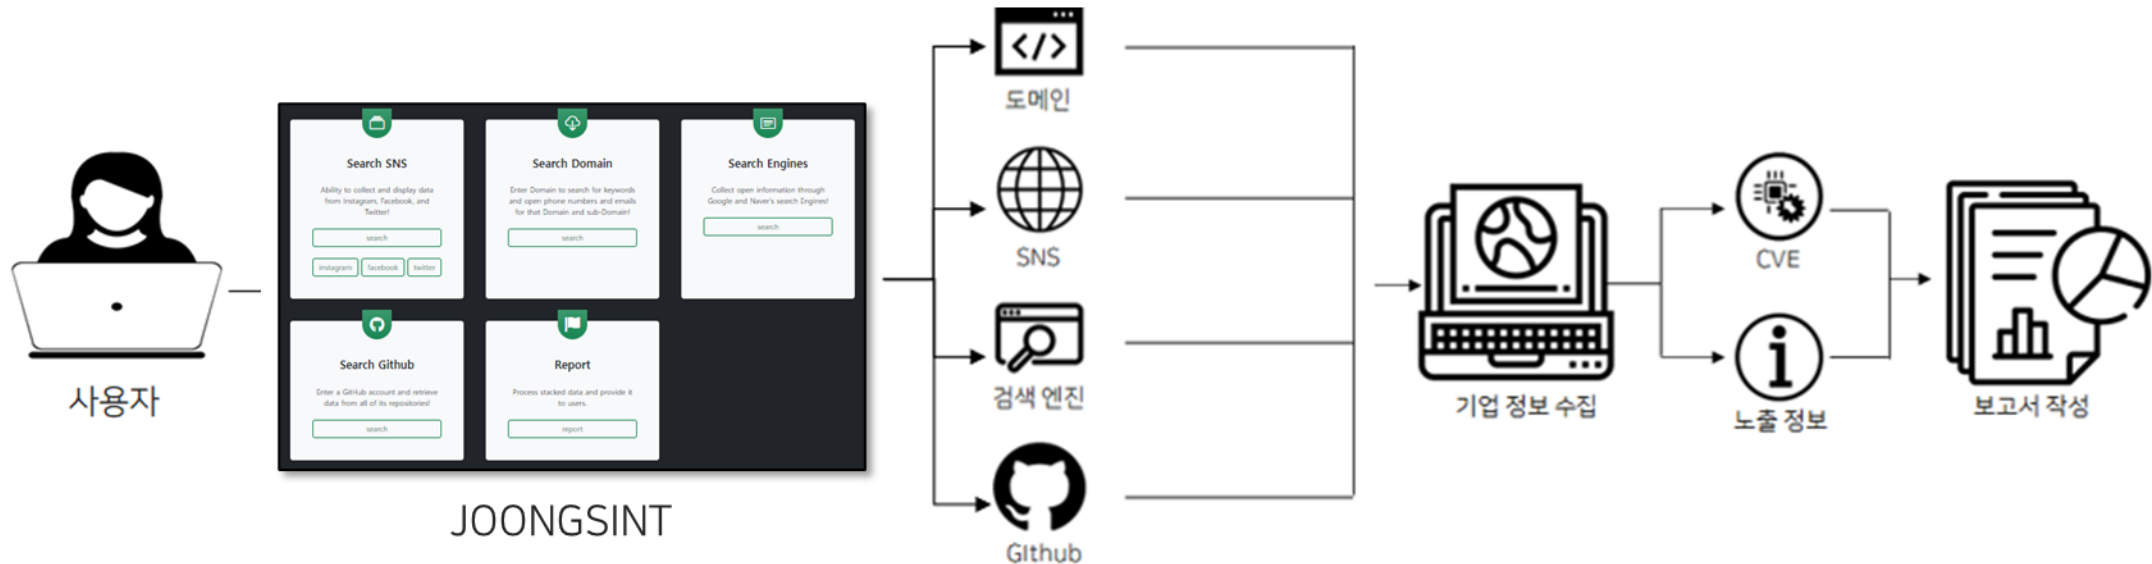 사용자
Search SNS
Ability to collect and display data
from Instagram, Facebook, and
Twitter!
search
instagram facebook twitter
Search Domain
Enter Domain to search for keywords
and open phone numbers and emails
for that Domain and sub-Domain!
search
Search Engines
Collect open information through
Google and Naver's search Engines!
search
Search Github
Enter a GitHub account and retrieve
data from all of its repositories!
search
Report
Process stacked data and provide it
to users.
report
JOONGSINT
도메인
SNS
검색 엔진
GIthub
기업 정보 수집
CVE
노출 정보
보고서 작성